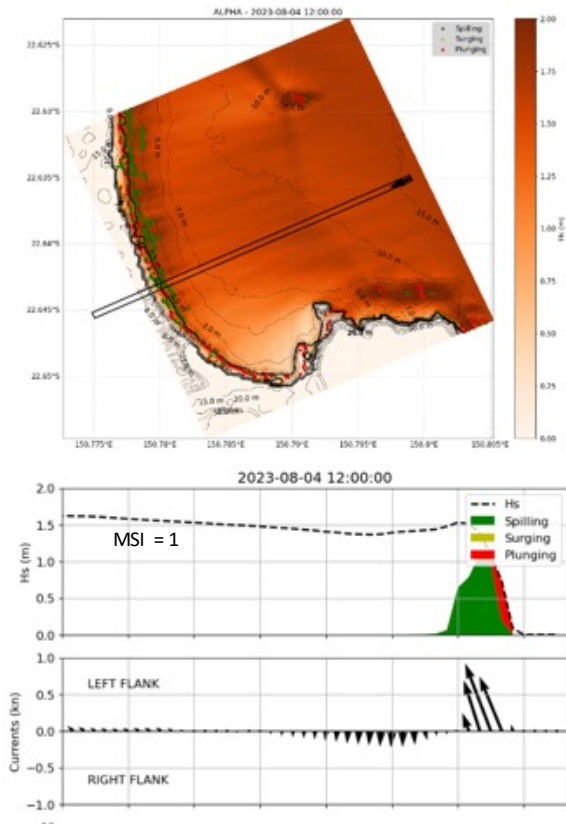 ALPHA - 2023-08-04 12:00:00
Spilling
Surging
Plunging
22.625°S
22.63°S
22.635°S
22.64°S
22.645°S
22.65°S
150.775°E
150.78°E
150.785°E
150.79°E
150.795°E
150.8°E
150.805°E
2.00
1.75
1.50
1.25
1.00
0.75
0.50
0.25
0.00
Hs (m)
2023-08-04 12:00:00
2.0
1.5
1.0
0.5
0.0
Hs (m)
MSI = 1
Hs
Spilling
Surging
Plunging
1.0
0.5
0.0
−0.5
−1.0
Currents (kn)
LEFT FLANK
RIGHT FLANK